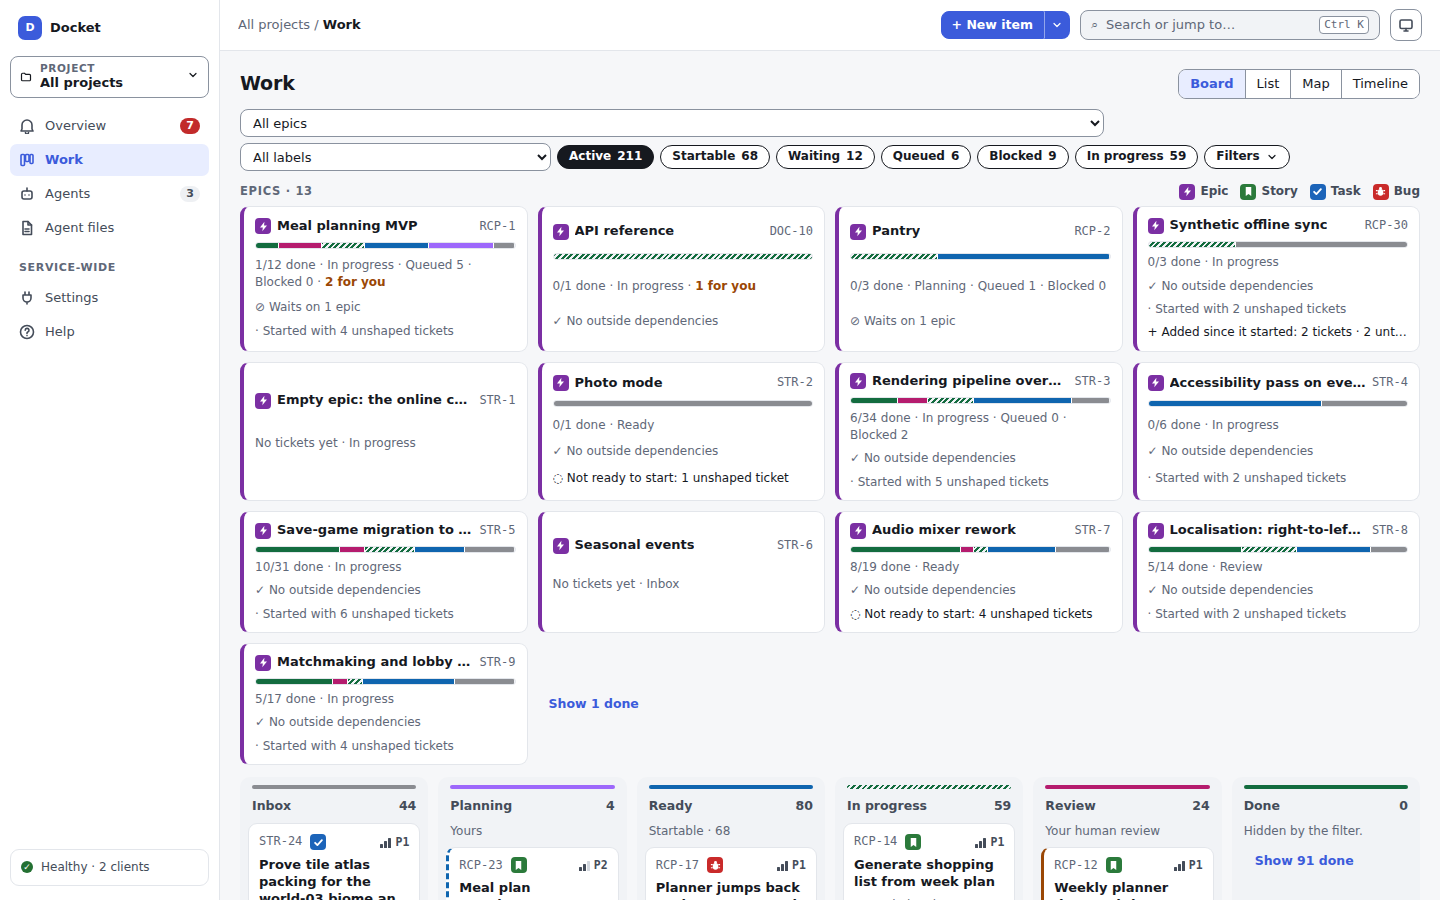 D Docket
All projects / Work
+ New item
Search or jump to…
Ctrl K
PROJECT
All projects
Overview 7
Work
Agents 3
Agent files
SERVICE-WIDE
Settings
Help
Healthy · 2 clients
Work
Board List Map Timeline
All epics
All labels
Active 211
Startable 68
Waiting 12
Queued 6
Blocked 9
In progress 59
Filters
EPICS · 13
Epic Story Task Bug
Meal planning MVP RCP-1
1/12 done · In progress · Queued 5 ·
Blocked 0 · 2 for you
⊘ Waits on 1 epic
· Started with 4 unshaped tickets
API reference DOC-10
0/1 done · In progress · 1 for you
✓ No outside dependencies
Pantry RCP-2
0/3 done · Planning · Queued 1 · Blocked 0
⊘ Waits on 1 epic
Synthetic offline sync RCP-30
0/3 done · In progress
✓ No outside dependencies
· Started with 2 unshaped tickets
+ Added since it started: 2 tickets · 2 unt…
Empty epic: the online c… STR-1
No tickets yet · In progress
Photo mode STR-2
0/1 done · Ready
✓ No outside dependencies
◌ Not ready to start: 1 unshaped ticket
Rendering pipeline over… STR-3
6/34 done · In progress · Queued 0 ·
Blocked 2
✓ No outside dependencies
· Started with 5 unshaped tickets
Accessibility pass on eve… STR-4
0/6 done · In progress
✓ No outside dependencies
· Started with 2 unshaped tickets
Save-game migration to … STR-5
10/31 done · In progress
✓ No outside dependencies
· Started with 6 unshaped tickets
Seasonal events STR-6
No tickets yet · Inbox
Audio mixer rework STR-7
8/19 done · Ready
✓ No outside dependencies
◌ Not ready to start: 4 unshaped tickets
Localisation: right-to-lef… STR-8
5/14 done · Review
✓ No outside dependencies
· Started with 2 unshaped tickets
Matchmaking and lobby … STR-9
5/17 done · In progress
✓ No outside dependencies
· Started with 4 unshaped tickets
Show 1 done
Inbox 44
STR-24 P1
Prove tile atlas
packing for the
world-03 biome an
Planning 4
Yours
RCP-23 P2
Meal plan
Ready 80
Startable · 68
RCP-17 P1
Planner jumps back
In progress 59
RCP-14 P1
Generate shopping
list from week plan
Review 24
Your human review
RCP-12 P1
Weekly planner
Done 0
Hidden by the filter.
Show 91 done